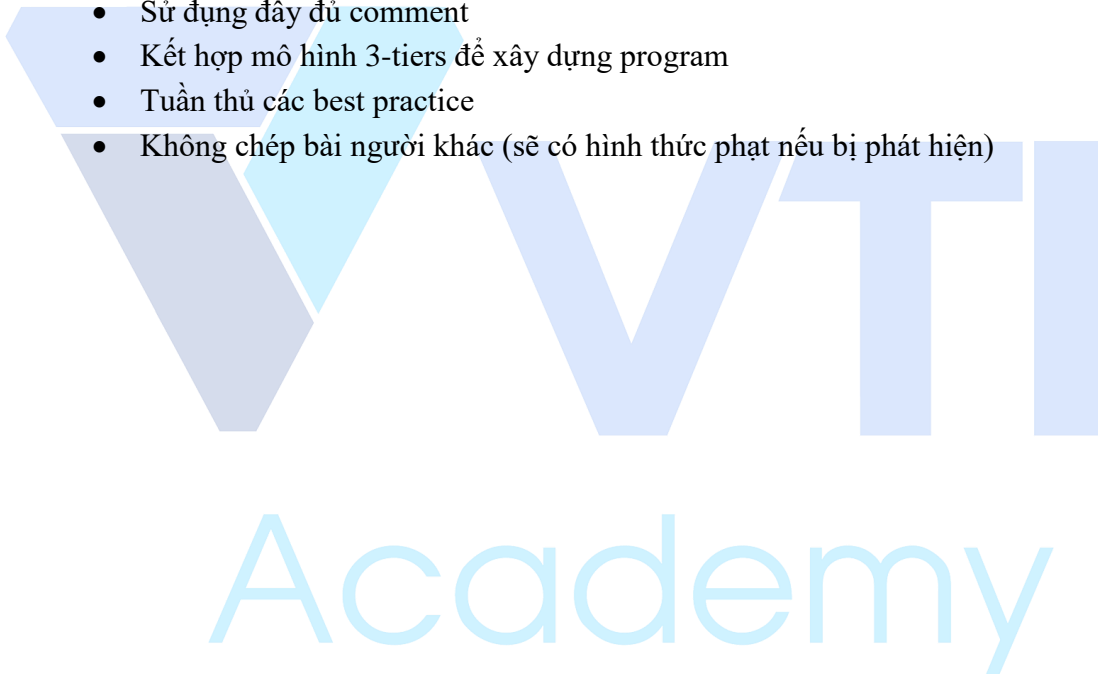 • Sử dụng đầy đủ comment
• Kết hợp mô hình 3-tiers để xây dựng program
• Tuần thủ các best practice
• Không chép bài người khác (sẽ có hình thức phạt nếu bị phát hiện)
VTI
Academy